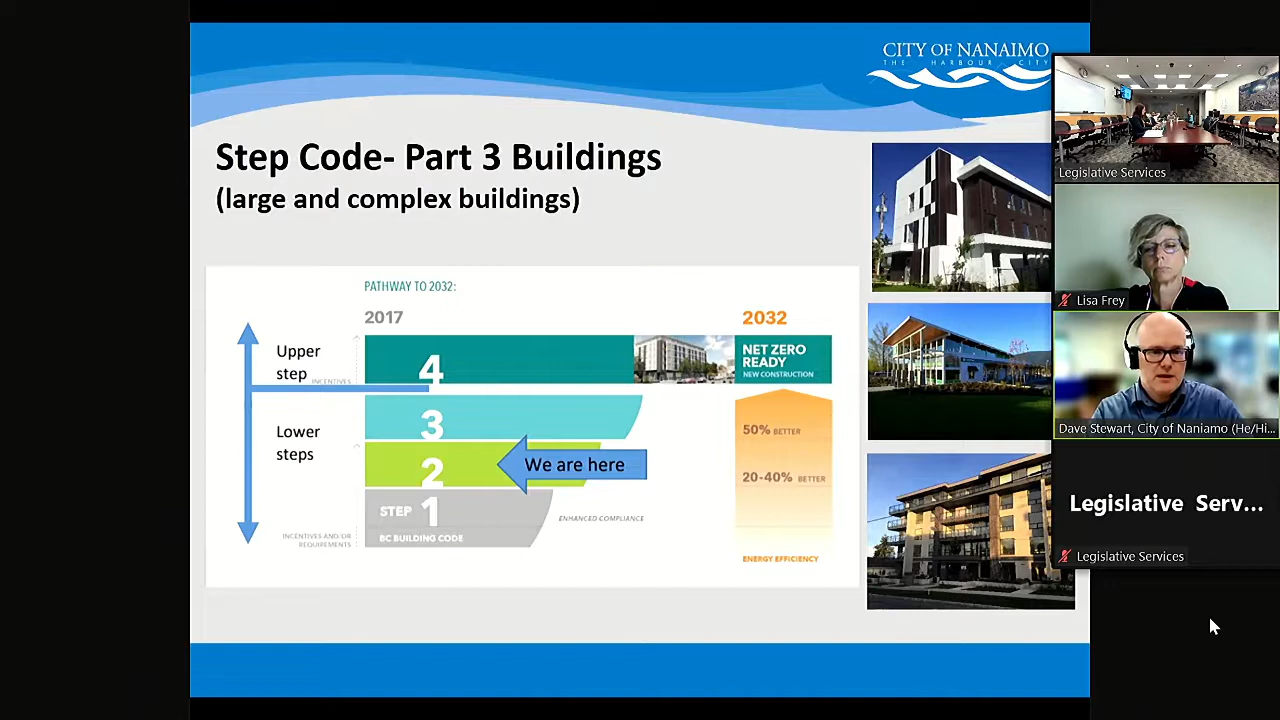 CITY OF NANAIMO
THE HARBOUR CITY
Step Code- Part 3 Buildings
(large and complex buildings)
PATHWAY TO 2032:
2017
2032
Upper
step
INCENTIVES
4
NET ZERO
READY
NEW CONSTRUCTION
3
Lower
steps
2
We are here
50% BETTER
20-40% BETTER
STEP 1
BC BUILDING CODE
ENHANCED COMPLIANCE
INCENTIVES AND/OR
REQUIREMENTS
ENERGY EFFICIENCY
Legislative Services
Lisa Frey
Dave Stewart, City of Naniamo (He/Hi...
Legislative Serv...
Legislative Services